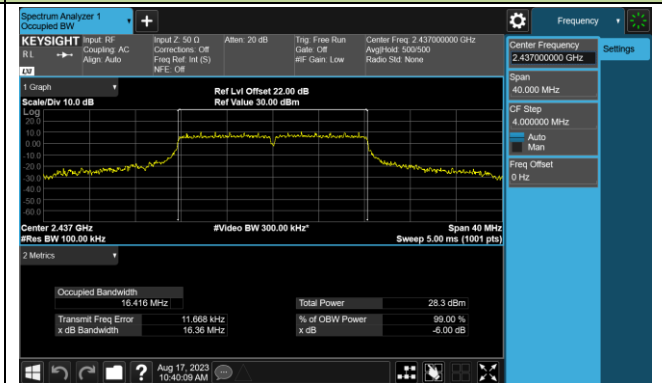 Spectrum Analyzer 1
Occupied BW
Frequency
KEYSIGHT
Input: RF
Coupling: AC
Align: Auto
Input Z: 50 Ω
Corrections: Off
Freq Ref: Int (S)
NFE: Off
Atten: 20 dB
Trig: Free Run
Gate: Off
#IF Gain: Low
Center Freq: 2.437000000 GHz
Avg|Hold: 500/500
Radio Std: None
RL
LXI
Center Frequency
2.437000000 GHz
Settings
Span
40.000 MHz
CF Step
4.000000 MHz
Auto
Man
Freq Offset
0 Hz
1 Graph
Scale/Div 10.0 dB
Ref Lvl Offset 22.00 dB
Ref Value 30.00 dBm
Log
20.0
10.0
0.00
-10.0
-20.0
-30.0
-40.0
-50.0
-60.0
Center 2.437 GHz
#Video BW 300.00 kHz*
Span 40 MHz
#Res BW 100.00 kHz
Sweep 5.00 ms (1001 pts)
2 Metrics
Occupied Bandwidth
16.416 MHz
Total Power 28.3 dBm
Transmit Freq Error 11.668 kHz
% of OBW Power 99.00 %
x dB Bandwidth 16.36 MHz
x dB -6.00 dB
Aug 17, 2023
10:40:09 AM